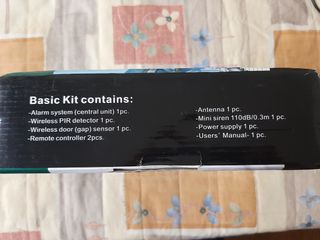 Basic Kit contains:
-Alarm system (central unit) 1pc.
-Wireless PIR detector 1 pc.
-Wireless door (gap) sensor 1 pc.
-Remote controller 2pcs.
-Antenna 1 pc.
-Mini siren 110dB/0.3m 1 pc.
-Power supply 1 pc.
-Users' Manual- 1 pc.